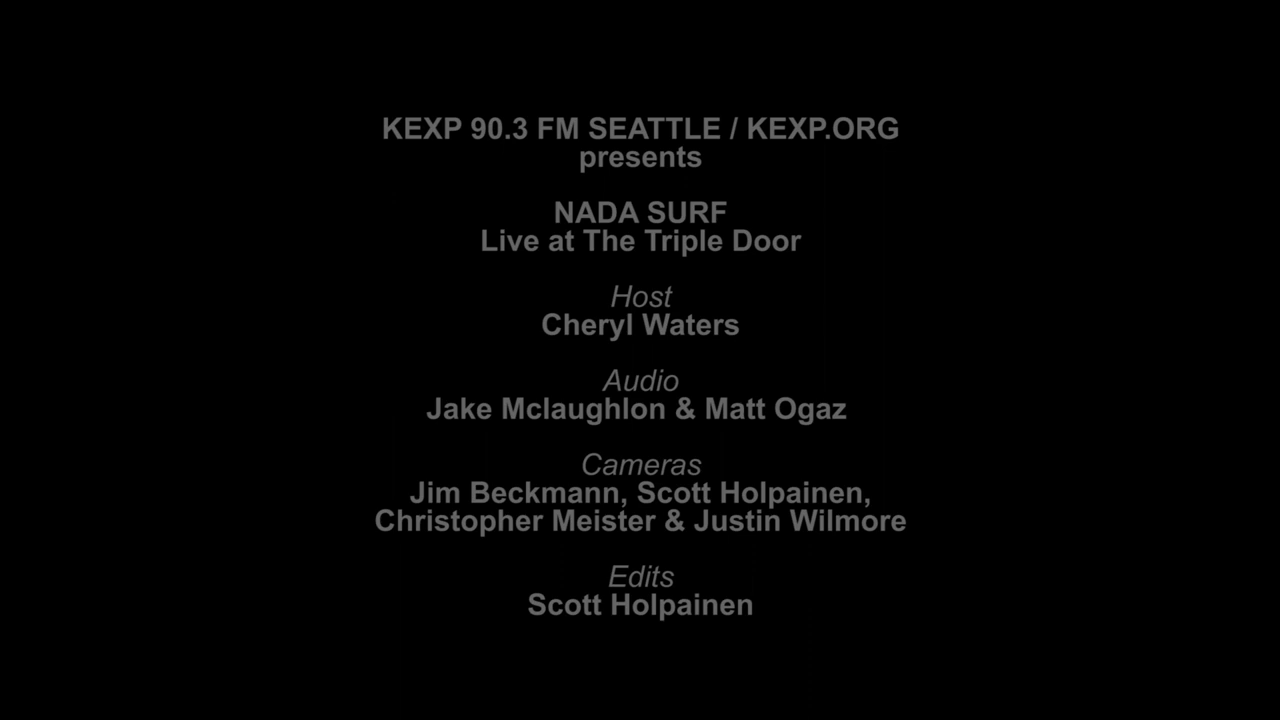 KEXP 90.3 FM SEATTLE / KEXP.ORG
presents
NADA SURF
Live at The Triple Door
Host
Cheryl Waters
Audio
Jake Mclaughlon & Matt Ogaz
Cameras
Jim Beckmann, Scott Holpainen,
Christopher Meister & Justin Wilmore
Edits
Scott Holpainen